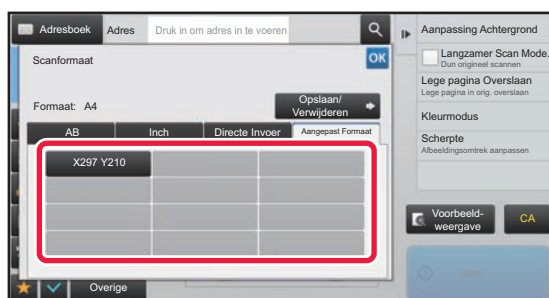 Adresboek
Adres
Druk in om adres in te voeren
Scanformaat
OK
Formaat: A4
Opslaan/
Verwijderen
AB
Inch
Directe Invoer
Aangepast Formaat
X297 Y210
Overige
Aanpassing Achtergrond
Langzamer Scan Mode.
Dun origineel scannen
Lege pagina Overslaan
Lege pagina in orig. overslaan
Kleurmodus
Scherpte
Afbeeldingsomtrek aanpassen
Voorbeeld-
weergave
CA
Start